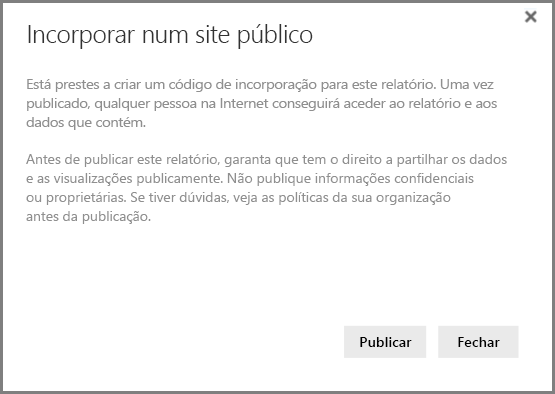 Incorporar num site público
Está prestes a criar um código de incorporação para este relatório. Uma vez
publicado, qualquer pessoa na Internet conseguirá aceder ao relatório e aos
dados que contém.
Antes de publicar este relatório, garanta que tem o direito a partilhar os dados
e as visualizações publicamente. Não publique informações confidenciais
ou proprietárias. Se tiver dúvidas, veja as políticas da sua organização
antes da publicação.
Publicar
Fechar